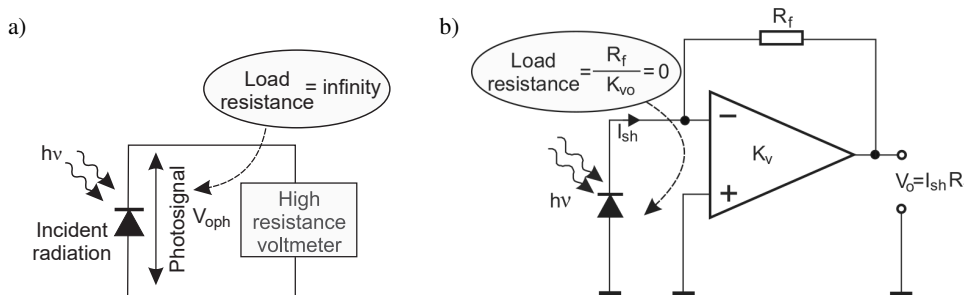 a)
Load
resistance = infinity
hν
Incident
radiation
Photosignal
V_oph
High
resistance
voltmeter
b)
R_f
Load
resistance = R_f / K_vo = 0
I_sh
hν
K_v
−
+
V_o=I_sh R